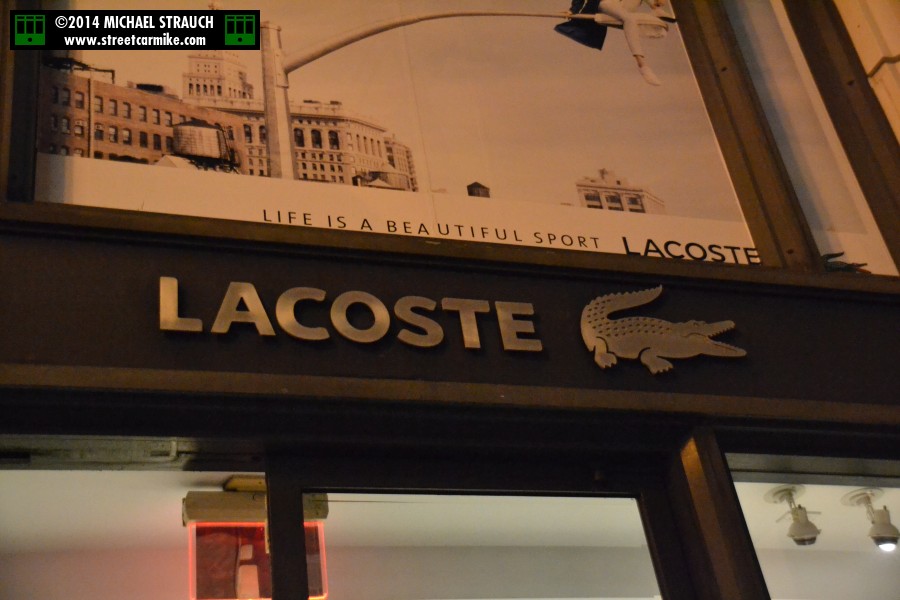 ©2014 MICHAEL STRAUCH
www.streetcarmike.com
LIFE IS A BEAUTIFUL SPORT LACOSTE
LACOSTE